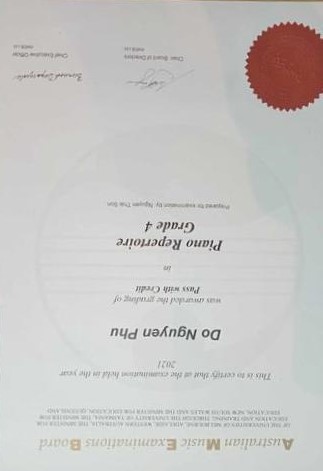 Australian Music Examinations Board
OF THE UNIVERSITIES OF MELBOURNE, ADELAIDE, WESTERN AUSTRALIA, THE MINISTER FOR
EDUCATION AND TRAINING THROUGH THE UNIVERSITY OF TASMANIA, THE MINISTER FOR
EDUCATION, NEW SOUTH WALES AND THE MINISTER FOR EDUCATION, QUEENSLAND
This is to certify that at the examination held in the year
2021
Do Nguyen Phu
was awarded the grading of
Pass with Credit
in
Piano Repertoire
Grade 4
Prepared for examination by: Nguyen Thai Son
Chair, Board of Directors
AMEB Ltd
Chief Executive Officer
AMEB Ltd